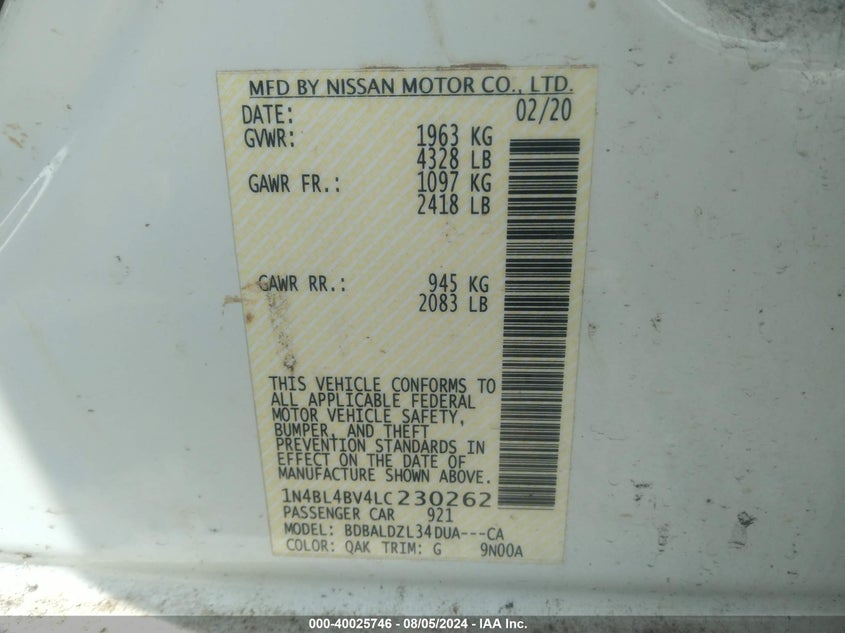 MFD BY NISSAN MOTOR CO., LTD.
DATE: 02/20
GVWR: 1963 KG
4328 LB
GAWR FR.: 1097 KG
2418 LB
GAWR RR.: 945 KG
2083 LB
THIS VEHICLE CONFORMS TO
ALL APPLICABLE FEDERAL
MOTOR VEHICLE SAFETY,
BUMPER, AND THEFT
PREVENTION STANDARDS IN
EFFECT ON THE DATE OF
MANUFACTURE SHOWN ABOVE.
1N4BL4BV4LC230262
PASSENGER CAR 921
MODEL: BDBALDZL34DUA---CA
COLOR: QAK TRIM: G 9N00A
000-40025746 - 08/05/2024 - IAA Inc.